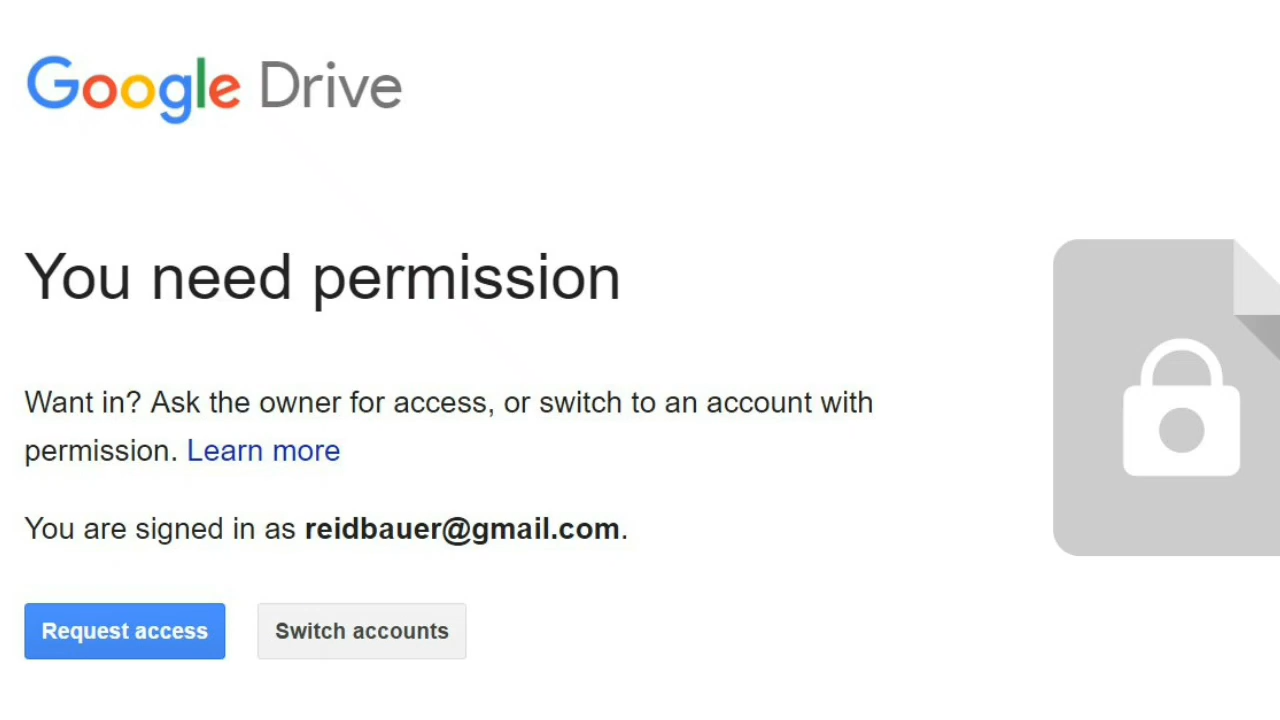 Google Drive
You need permission
Want in? Ask the owner for access, or switch to an account with
permission. Learn more
You are signed in as reidbauer@gmail.com.
Request access Switch accounts